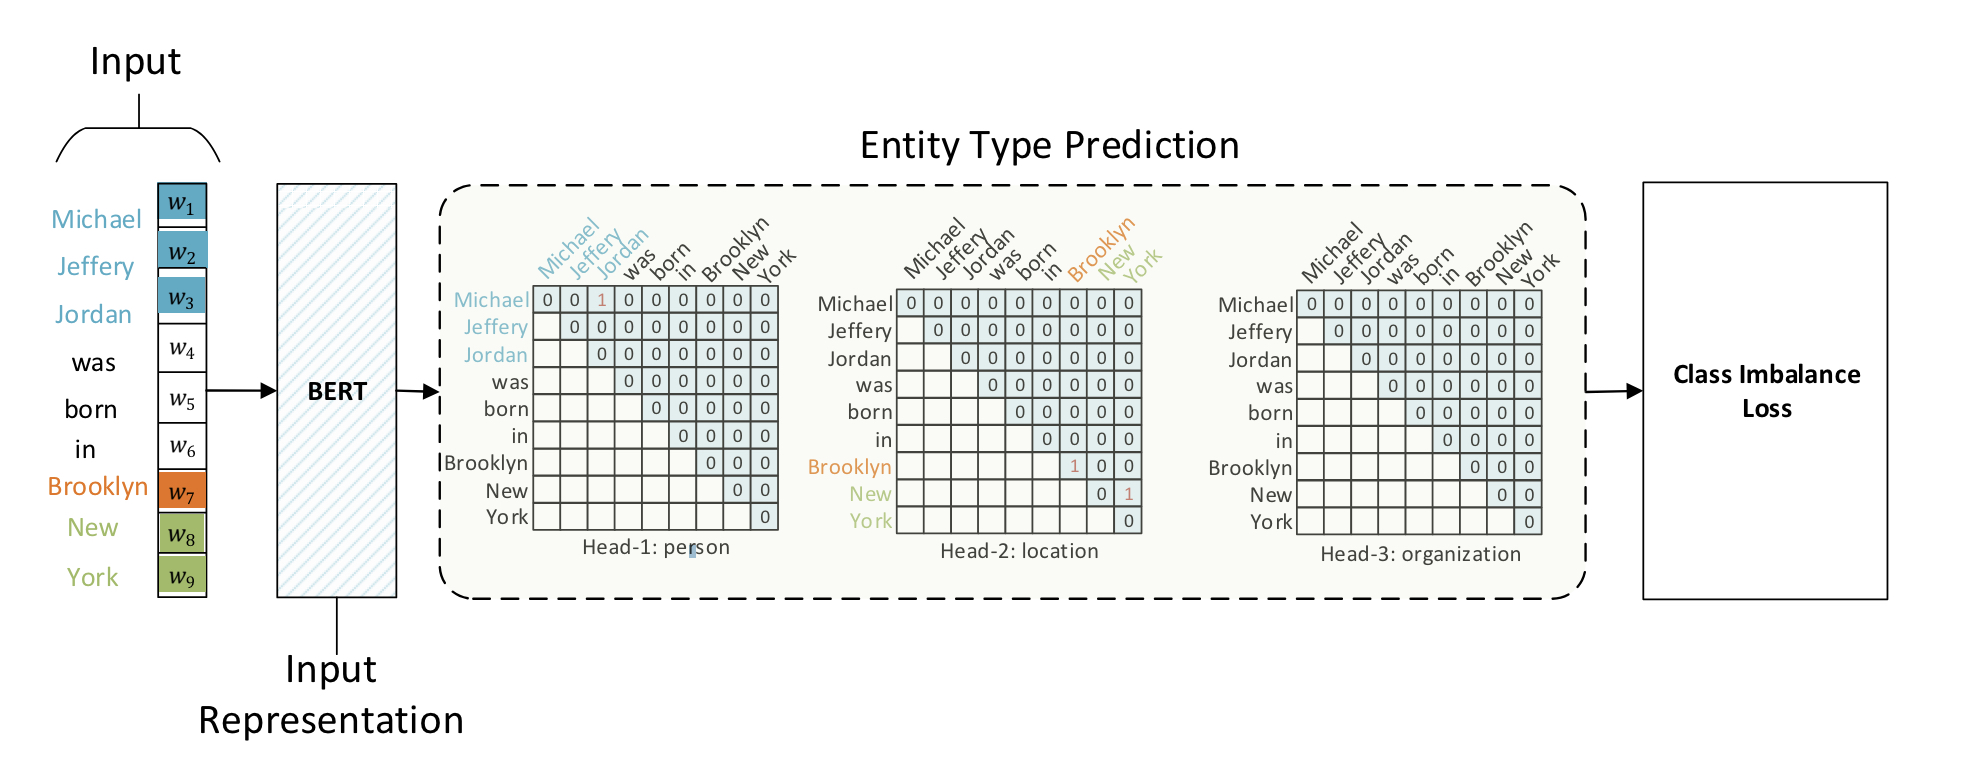 Input
Michael
Jeffery
Jordan
was
born
in
Brooklyn
New
York
w1
w2
w3
w4
w5
w6
w7
w8
w9
BERT
Input
Representation
Entity Type Prediction
Michael Jeffery Jordan was born in Brooklyn New York
Michael 0 0 1 0 0 0 0 0 0
Jeffery 0 0 0 0 0 0 0 0
Jordan 0 0 0 0 0 0 0
was 0 0 0 0 0 0
born 0 0 0 0 0
in 0 0 0 0
Brooklyn 0 0 0
New 0 0
York 0
Head-1: person
Michael Jeffery Jordan was born in Brooklyn New York
Michael 0 0 0 0 0 0 0 0 0
Jeffery 0 0 0 0 0 0 0 0
Jordan 0 0 0 0 0 0 0
was 0 0 0 0 0 0
born 0 0 0 0 0
in 0 0 0 0
Brooklyn 1 0 0
New 0 1
York 0
Head-2: location
Michael Jeffery Jordan was born in Brooklyn New York
Michael 0 0 0 0 0 0 0 0 0
Jeffery 0 0 0 0 0 0 0 0
Jordan 0 0 0 0 0 0 0
was 0 0 0 0 0 0
born 0 0 0 0 0
in 0 0 0 0
Brooklyn 0 0 0
New 0 0
York 0
Head-3: organization
Class Imbalance
Loss